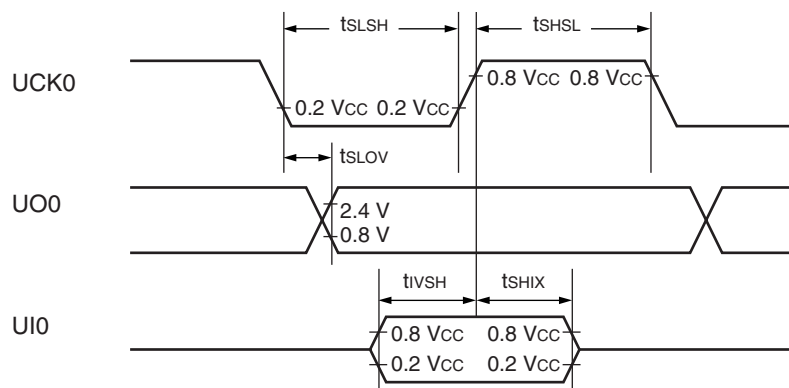 tSLSH tSHSL
UCK0
0.8 VCC 0.8 VCC
0.2 VCC 0.2 VCC
tSLOV
UO0
2.4 V
0.8 V
tIVSH tSHIX
UI0
0.8 VCC 0.8 VCC
0.2 VCC 0.2 VCC